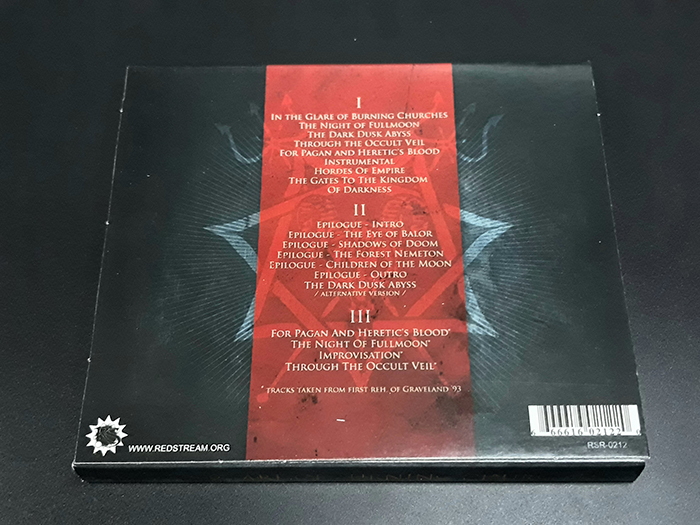 I
IN THE GLARE OF BURNING CHURCHES
THE NIGHT OF FULLMOON
THE DARK DUSK ABYSS
THROUGH THE OCCULT VEIL
FOR PAGAN AND HERETIC'S BLOOD
INSTRUMENTAL
HORDES OF EMPIRE
THE GATES TO THE KINGDOM
OF DARKNESS
II
EPILOGUE - INTRO
EPILOGUE - THE EYE OF BALOR
EPILOGUE - SHADOWS OF DOOM
EPILOGUE - THE FOREST NEMETON
EPILOGUE - CHILDREN OF THE MOON
EPILOGUE - OUTRO
THE DARK DUSK ABYSS
/ ALTERNATIVE VERSION /
III
FOR PAGAN AND HERETIC'S BLOOD*
THE NIGHT OF FULLMOON*
IMPROVISATION*
THROUGH THE OCCULT VEIL*
* TRACKS TAKEN FROM FIRST REH. OF GRAVELAND '93
WWW.REDSTREAM.ORG
RSR-0212